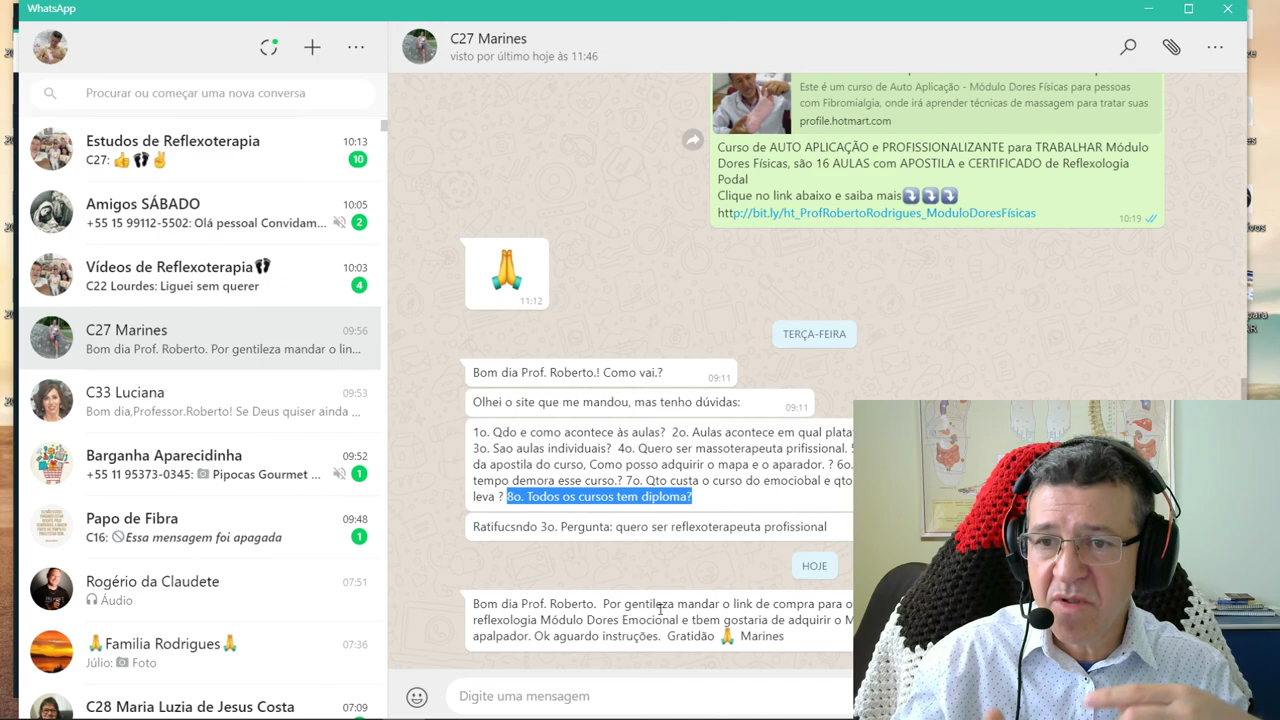 WhatsApp
Procurar ou começar uma nova conversa
Estudos de Reflexoterapia 10:13
C27: 👍👣✌ 10
Amigos SÁBADO 10:05
+55 15 99112-5502: Olá pessoal Convidam... 2
Vídeos de Reflexoterapia👣 10:03
C22 Lourdes: Liguei sem querer 4
C27 Marines 09:56
Bom dia Prof. Roberto. Por gentileza mandar o lin...
C33 Luciana 09:53
Bom dia,Professor.Roberto! Se Deus quiser ainda ...
Barganha Aparecidinha 09:52
+55 11 95373-0345: 📷 Pipocas Gourmet ... 1
Papo de Fibra 09:48
C16: 🚫Essa mensagem foi apagada 1
Rogério da Claudete 07:51
🎧 Áudio
🙏Familia Rodrigues🙏 07:36
Júlio: 📷 Foto
C28 Maria Luzia de Jesus Costa 07:09
C27 Marines
visto por último hoje às 11:46
Este é um curso de Auto Aplicação - Módulo Dores Físicas para pessoas
com Fibromialgia, onde irá aprender técnicas de massagem para tratar suas
profile.hotmart.com
Curso de AUTO APLICAÇÃO e PROFISSIONALIZANTE para TRABALHAR Módulo
Dores Físicas, são 16 AULAS com APOSTILA e CERTIFICADO de Reflexologia
Podal
Clique no link abaixo e saiba mais⤵⤵⤵
http://bit.ly/ht_ProfRobertoRodrigues_ModuloDoresFísicas 10:19
🙏
11:12
TERÇA-FEIRA
Bom dia Prof. Roberto.! Como vai.? 09:11
Olhei o site que me mandou, mas tenho dúvidas: 09:11
1o. Qdo e como acontece às aulas? 2o. Aulas acontece em qual plata
3o. Sao aulas individuais? 4o. Quero ser massoterapeuta prifissional.
da apostila do curso, Como posso adquirir o mapa e o aparador. ? 6o.
tempo demora esse curso.? 7o. Qto custa o curso do emociobal e qto
leva ? 8o. Todos os cursos tem diploma?
Ratifucsndo 3o. Pergunta: quero ser reflexoterapeuta profissional
HOJE
Bom dia Prof. Roberto. Por gentileza mandar o link de compra para o
reflexologia Módulo Dores Emocional e tbem gostaria de adquirir o M
apalpador. Ok aguardo instruções. Gratidão 🙏 Marines
Digite uma mensagem